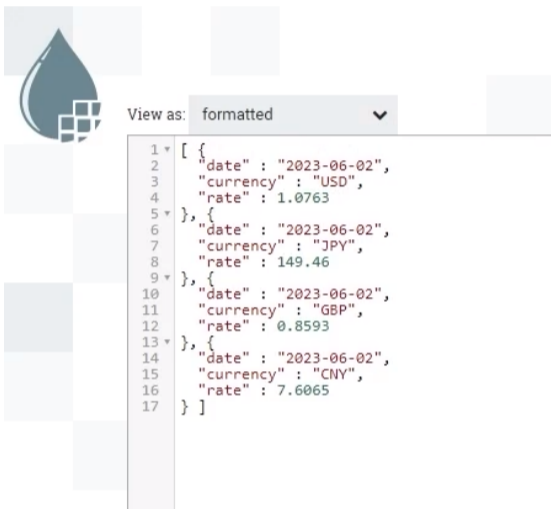 View as: formatted
1 [ {
2 "date" : "2023-06-02",
3 "currency" : "USD",
4 "rate" : 1.0763
5 }, {
6 "date" : "2023-06-02",
7 "currency" : "JPY",
8 "rate" : 149.46
9 }, {
10 "date" : "2023-06-02",
11 "currency" : "GBP",
12 "rate" : 0.8593
13 }, {
14 "date" : "2023-06-02",
15 "currency" : "CNY",
16 "rate" : 7.6065
17 } ]